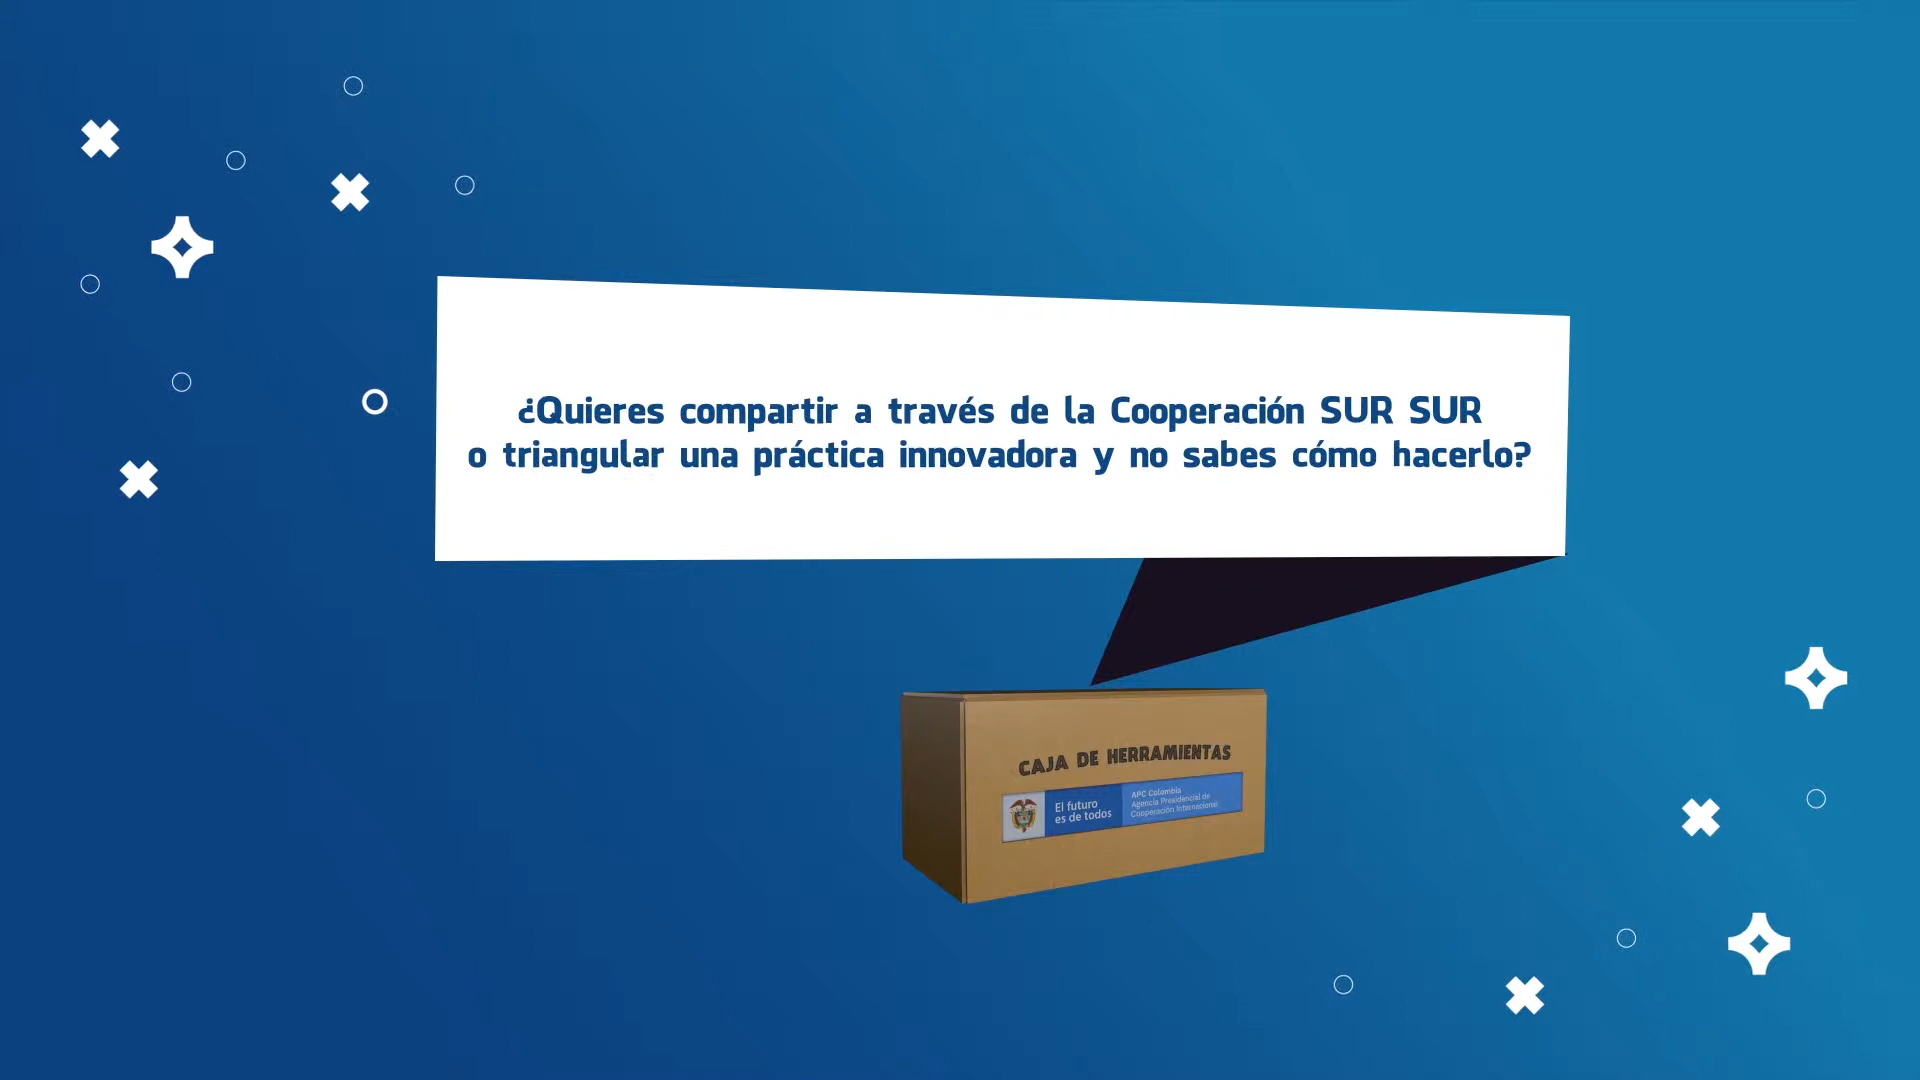 ¿Quieres compartir a través de la Cooperación SUR SUR
o triangular una práctica innovadora y no sabes cómo hacerlo?
CAJA DE HERRAMIENTAS
El futuro
es de todos
APC Colombia
Agencia Presidencial de
Cooperación Internacional